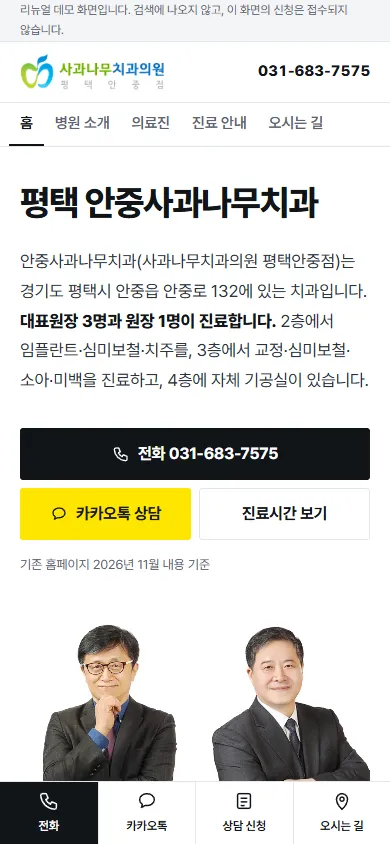 리뉴얼 데모 화면입니다. 검색에 나오지 않고, 이 화면의 신청은 접수되지
않습니다.
사과나무치과의원
평 택 안 중 점
031-683-7575
홈 병원 소개 의료진 진료 안내 오시는 길
평택 안중사과나무치과
안중사과나무치과(사과나무치과의원 평택안중점)는
경기도 평택시 안중읍 안중로 132에 있는 치과입니다.
대표원장 3명과 원장 1명이 진료합니다. 2층에서
임플란트·심미보철·치주를, 3층에서 교정·심미보철·
소아·미백을 진료하고, 4층에 자체 기공실이 있습니다.
전화 031-683-7575
카카오톡 상담
진료시간 보기
기존 홈페이지 2026년 11월 내용 기준
전화 카카오톡 상담 신청 오시는 길